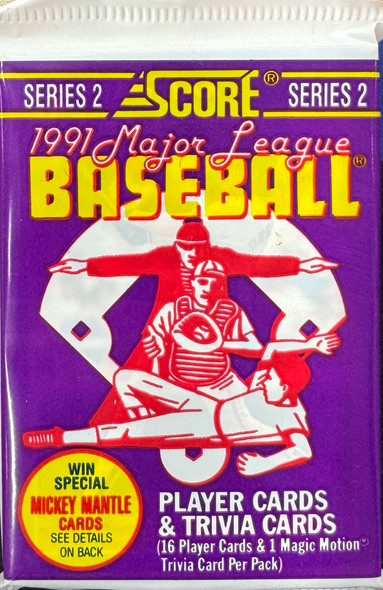 SERIES 2 SCORE® SERIES 2
1991 Major League
BASEBALL®
WIN
SPECIAL
MICKEY MANTLE
CARDS
SEE DETAILS
ON BACK
PLAYER CARDS
& TRIVIA CARDS
(16 Player Cards & 1 Magic Motion™
Trivia Card Per Pack)